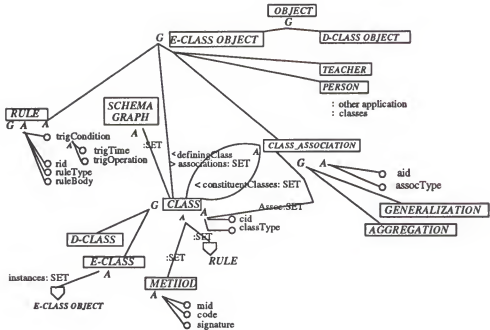 OBJECT
G
G E-CLASS OBJECT
D-CLASS OBJECT
TEACHER
PERSON
: other application
: classes
RULE
G A A
trigCondition
A trigTime
trigOperation
rid
ruleType
ruleBody
SCHEMA
GRAPH
A :SET
< definingClass
> associations: SET
A CLASS_ASSOCIATION
< constituentClasses: SET
G A
aid
assocType
G CLASS A
Assoc:SET
GENERALIZATION
AGGREGATION
cid
classType
A :SET
RULE
D-CLASS
E-CLASS
A
:SET
instances: SET
E-CLASS OBJECT
METHOD
A
mid
code
signature